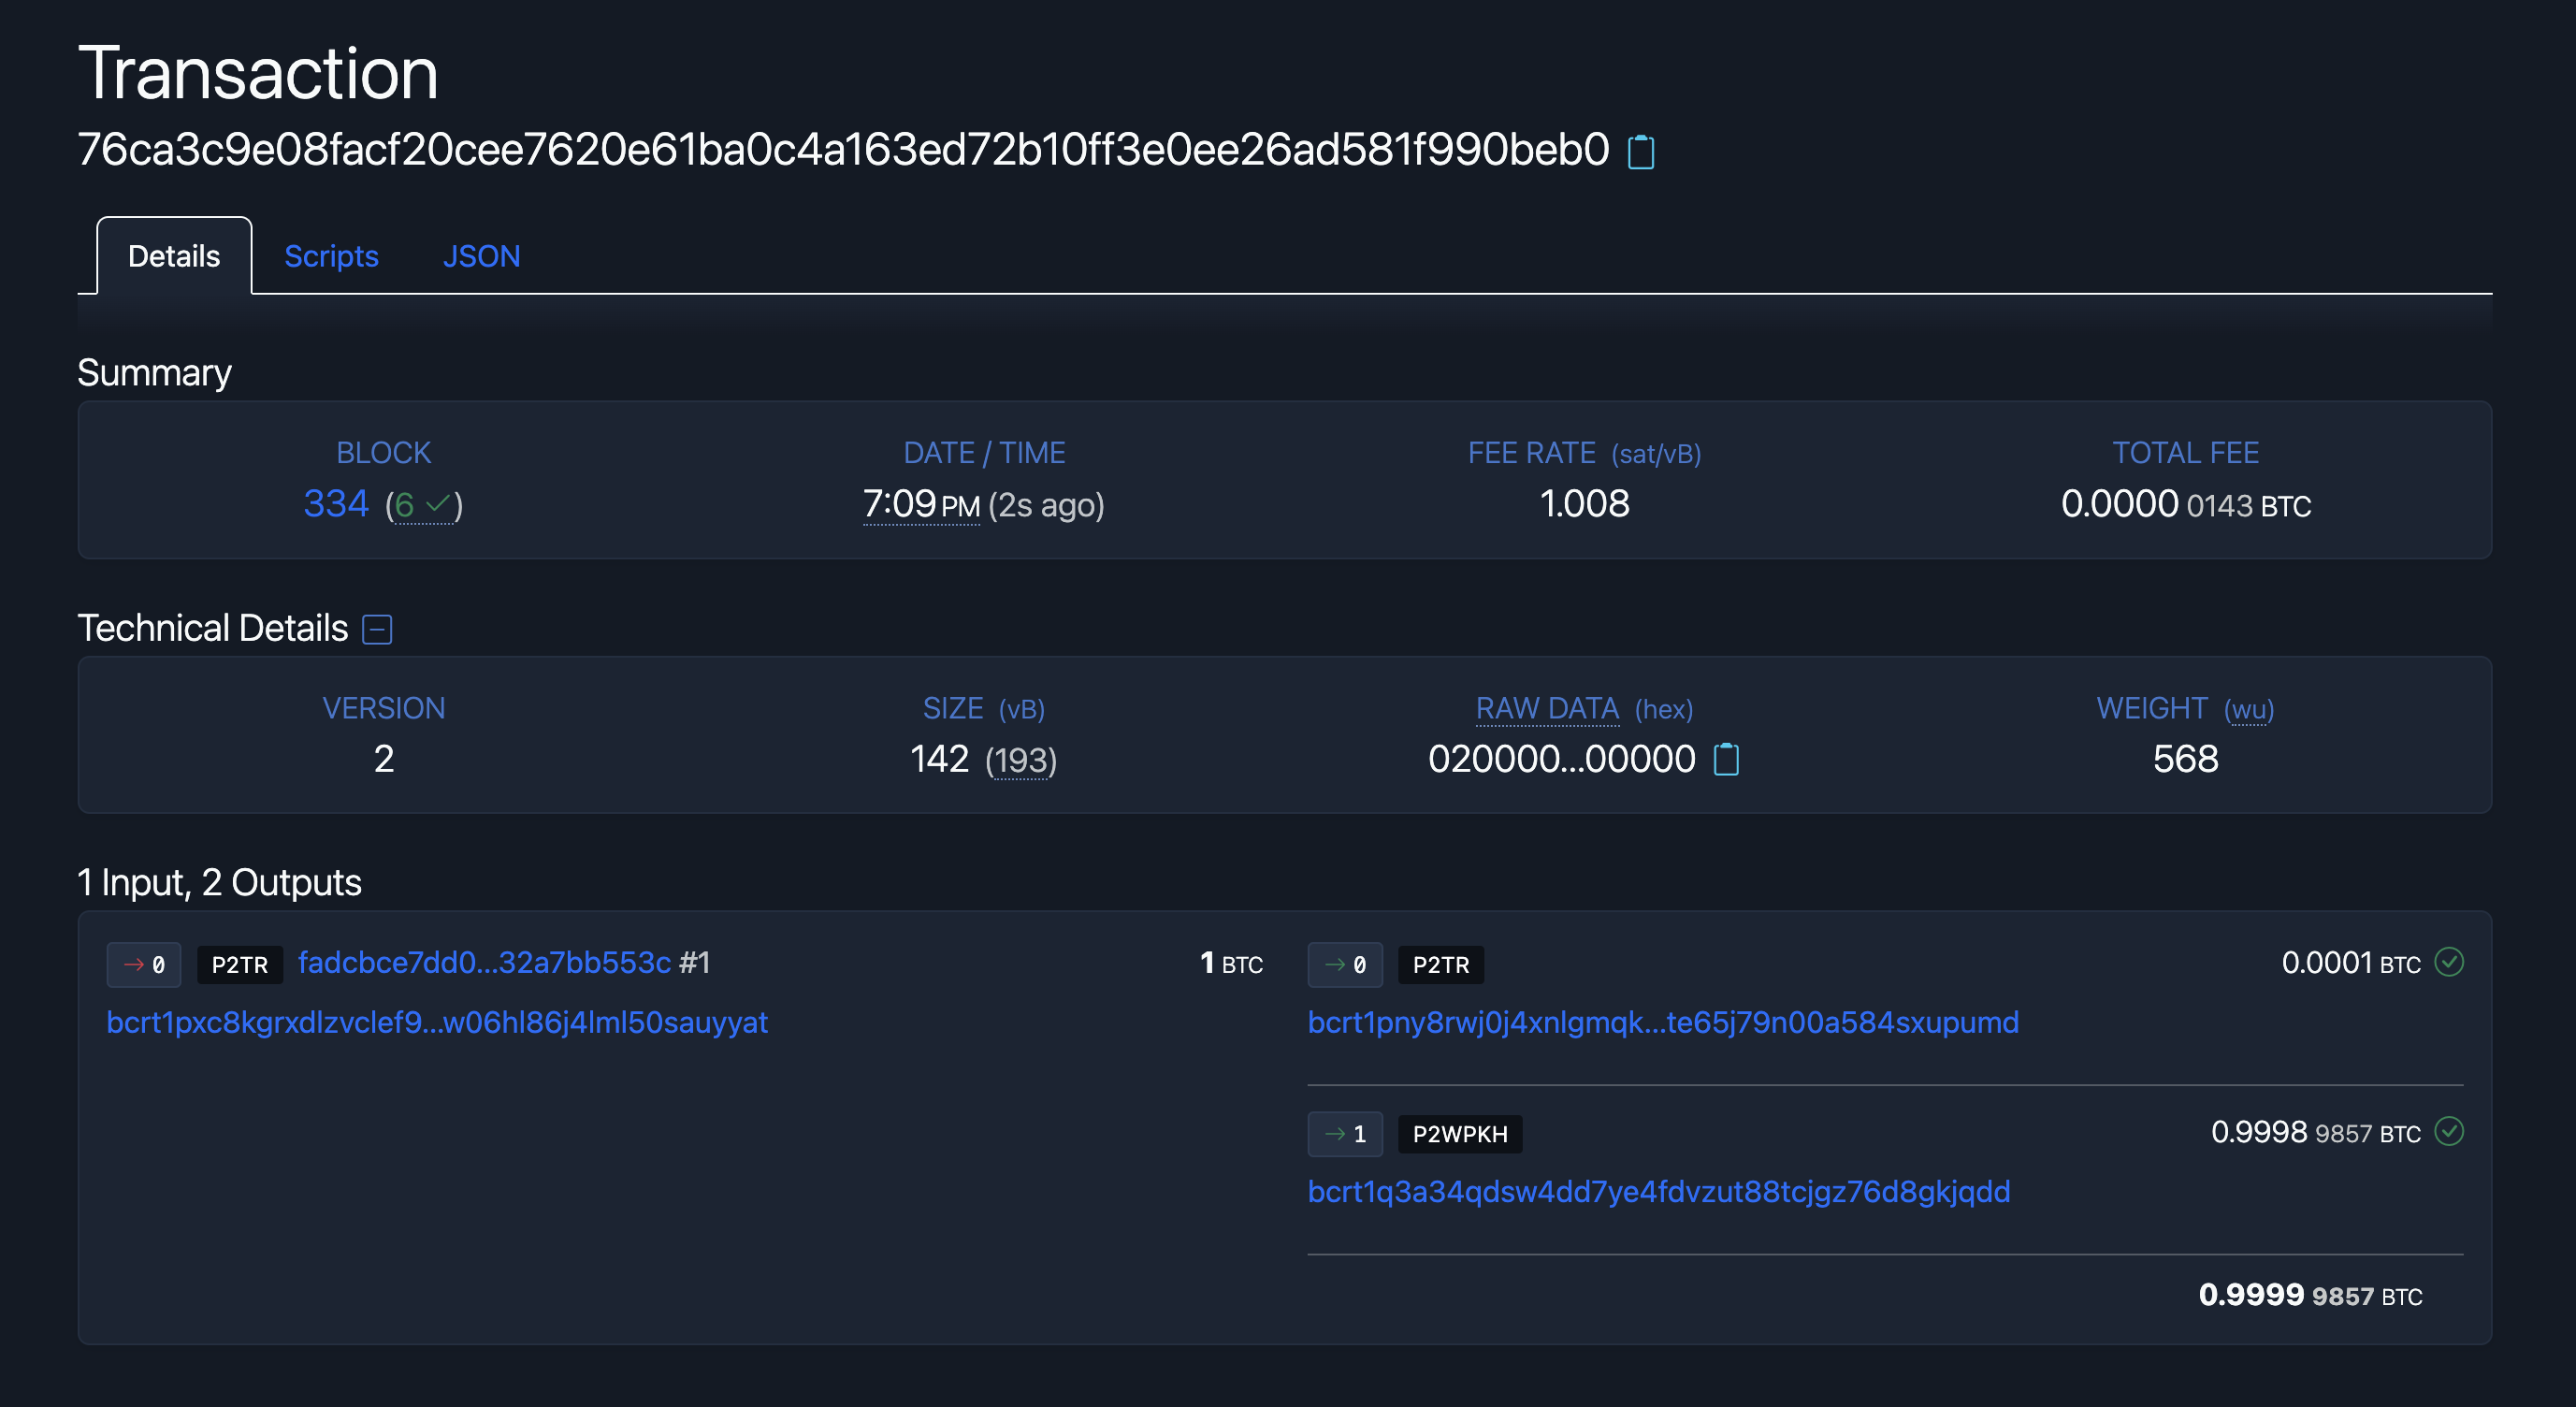 Transaction
76ca3c9e08facf20cee7620e61ba0c4a163ed72b10ff3e0ee26ad581f990beb0
Details Scripts JSON
Summary
BLOCK DATE / TIME FEE RATE (sat/vB) TOTAL FEE
334 (6 ✓) 7:09 PM (2s ago) 1.008 0.0000 0143 BTC
Technical Details
VERSION SIZE (vB) RAW DATA (hex) WEIGHT (wu)
2 142 (193) 020000...00000 568
1 Input, 2 Outputs
→ 0 P2TR fadcbce7dd0...32a7bb553c #1 1 BTC
bcrt1pxc8kgrxdlzvclef9...w06hl86j4lml50sauyyat
→ 0 P2TR 0.0001 BTC
bcrt1pny8rwj0j4xnlgmqk...te65j79n00a584sxupumd
→ 1 P2WPKH 0.9998 9857 BTC
bcrt1q3a34qdsw4dd7ye4fdvzut88tcjgz76d8gkjqdd
0.9999 9857 BTC